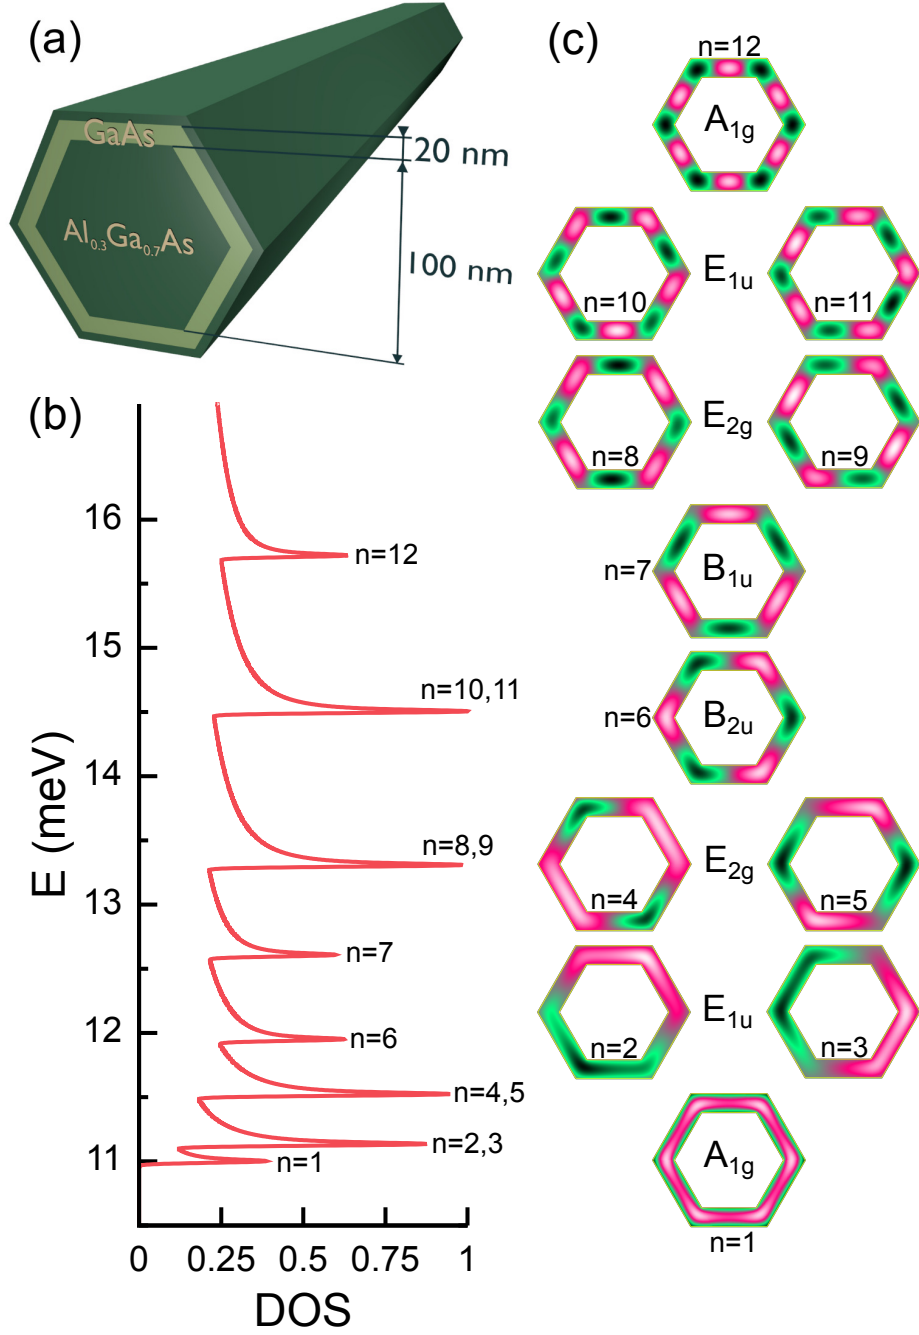 (a)
GaAs
20 nm
Al0.3Ga0.7As
100 nm
(b)
E (meV)
16
15
14
13
12
11
n=12
n=10,11
n=8,9
n=7
n=6
n=4,5
n=2,3
n=1
0 0.25 0.5 0.75 1
DOS
(c)
n=12
A1g
E1u
n=10 n=11
E2g
n=8 n=9
n=7 B1u
n=6 B2u
E2g
n=4 n=5
E1u
n=2 n=3
A1g
n=1